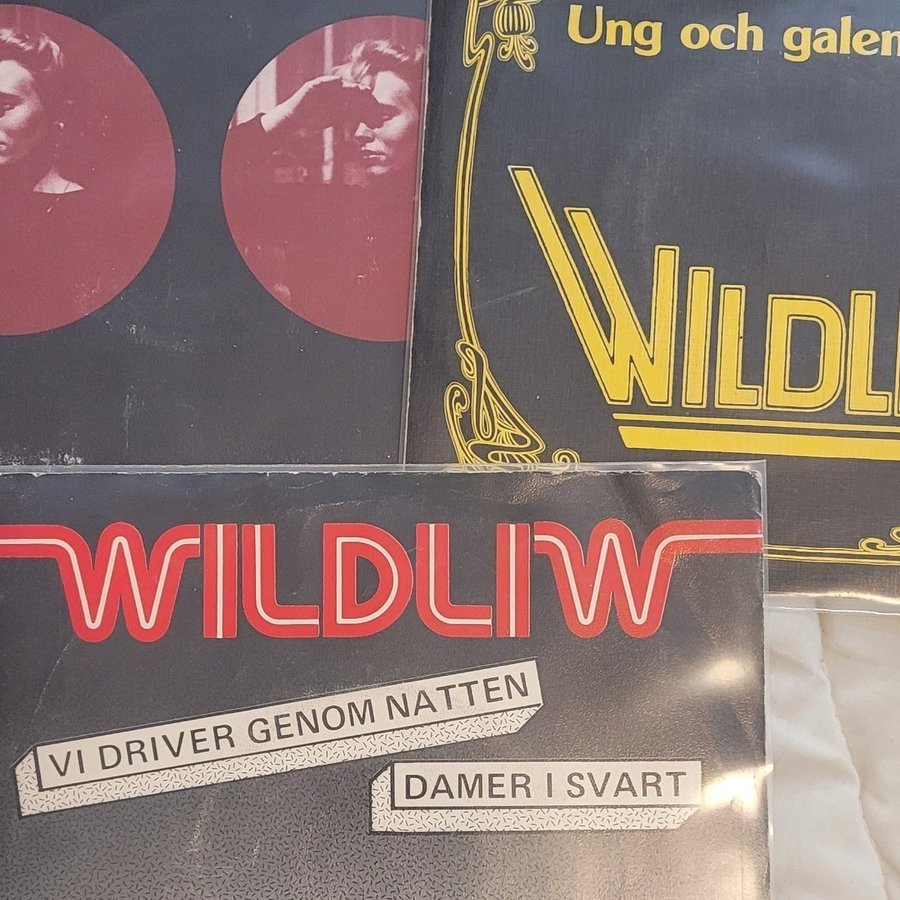 Ung och galen
WILDLI
WILDLIW
VI DRIVER GENOM NATTEN
DAMER I SVART